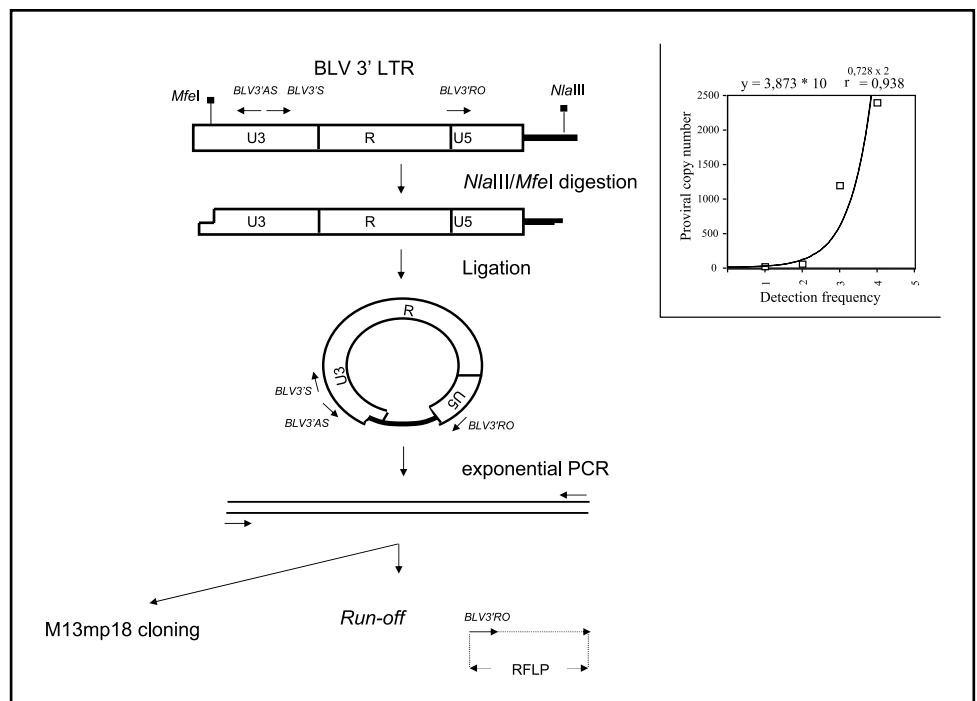 BLV 3' LTR
MfeI
BLV3'AS
BLV3'S
BLV3'RO
NlaIII
U3
R
U5
NlaIII/MfeI digestion
U3
R
U5
Ligation
R
U3
U5
BLV3'S
BLV3'AS
BLV3'RO
exponential PCR
M13mp18 cloning
Run-off
BLV3'RO
RFLP
0,728 x 2
y = 3,873 * 10 r = 0,938
Proviral copy number
2500
2000
1500
1000
500
0
1 2 3 4 5
Detection frequency